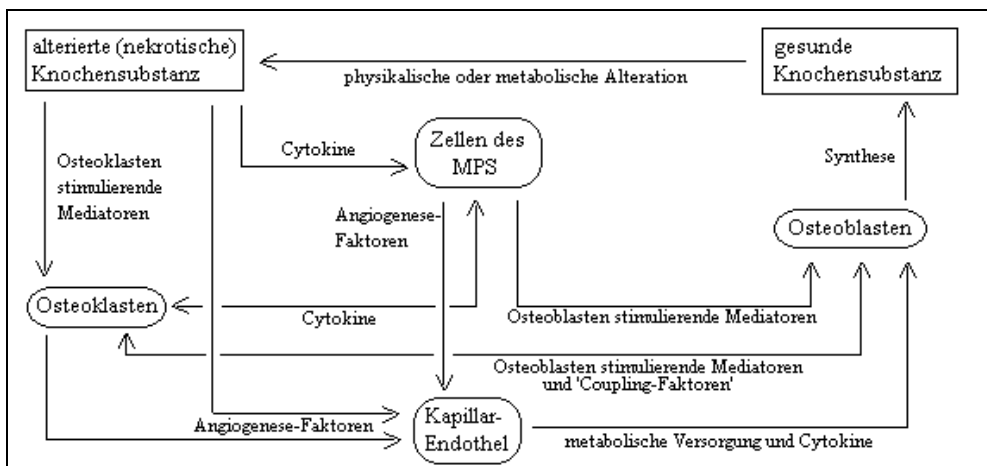 alterierte (nekrotische)
Knochensubstanz
physikalische oder metabolische Alteration
gesunde
Knochensubstanz
Osteoklasten
stimulierende
Mediatoren
Cytokine
Zellen des
MPS
Synthese
Angiogenese-
Faktoren
Osteoblasten
Osteoklasten
Cytokine
Osteoblasten stimulierende Mediatoren
Osteoblasten stimulierende Mediatoren
und 'Coupling-Faktoren'
Angiogenese-Faktoren
Kapillar-
Endothel
metabolische Versorgung und Cytokine